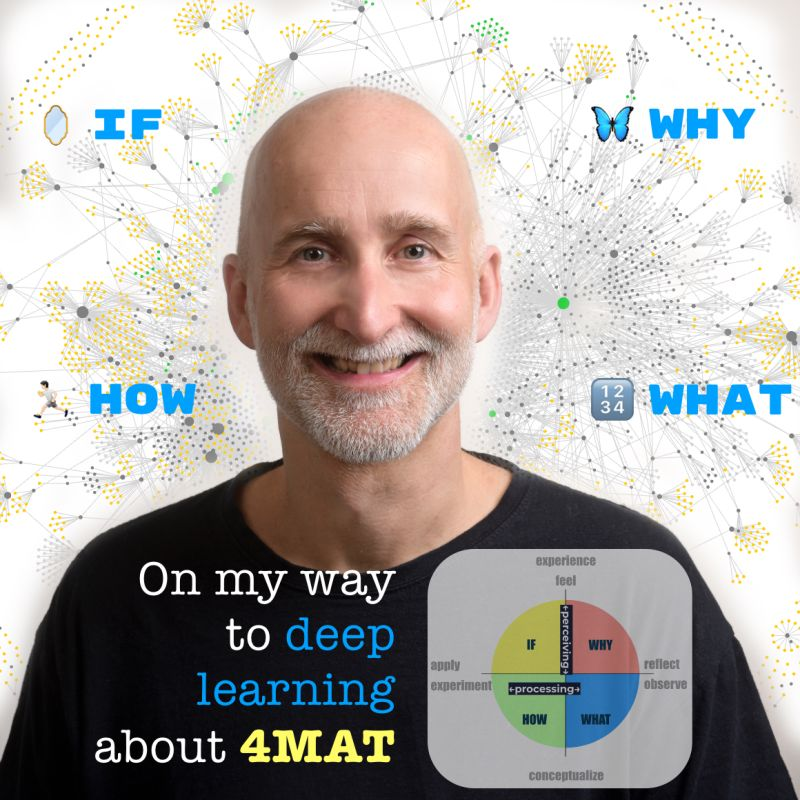 IF
WHY
HOW
1234
WHAT
On my way
to deep
learning
about 4MAT
experience
feel
IF
WHY
←perceiving→
apply
experiment
reflect
observe
←processing→
HOW
WHAT
conceptualize